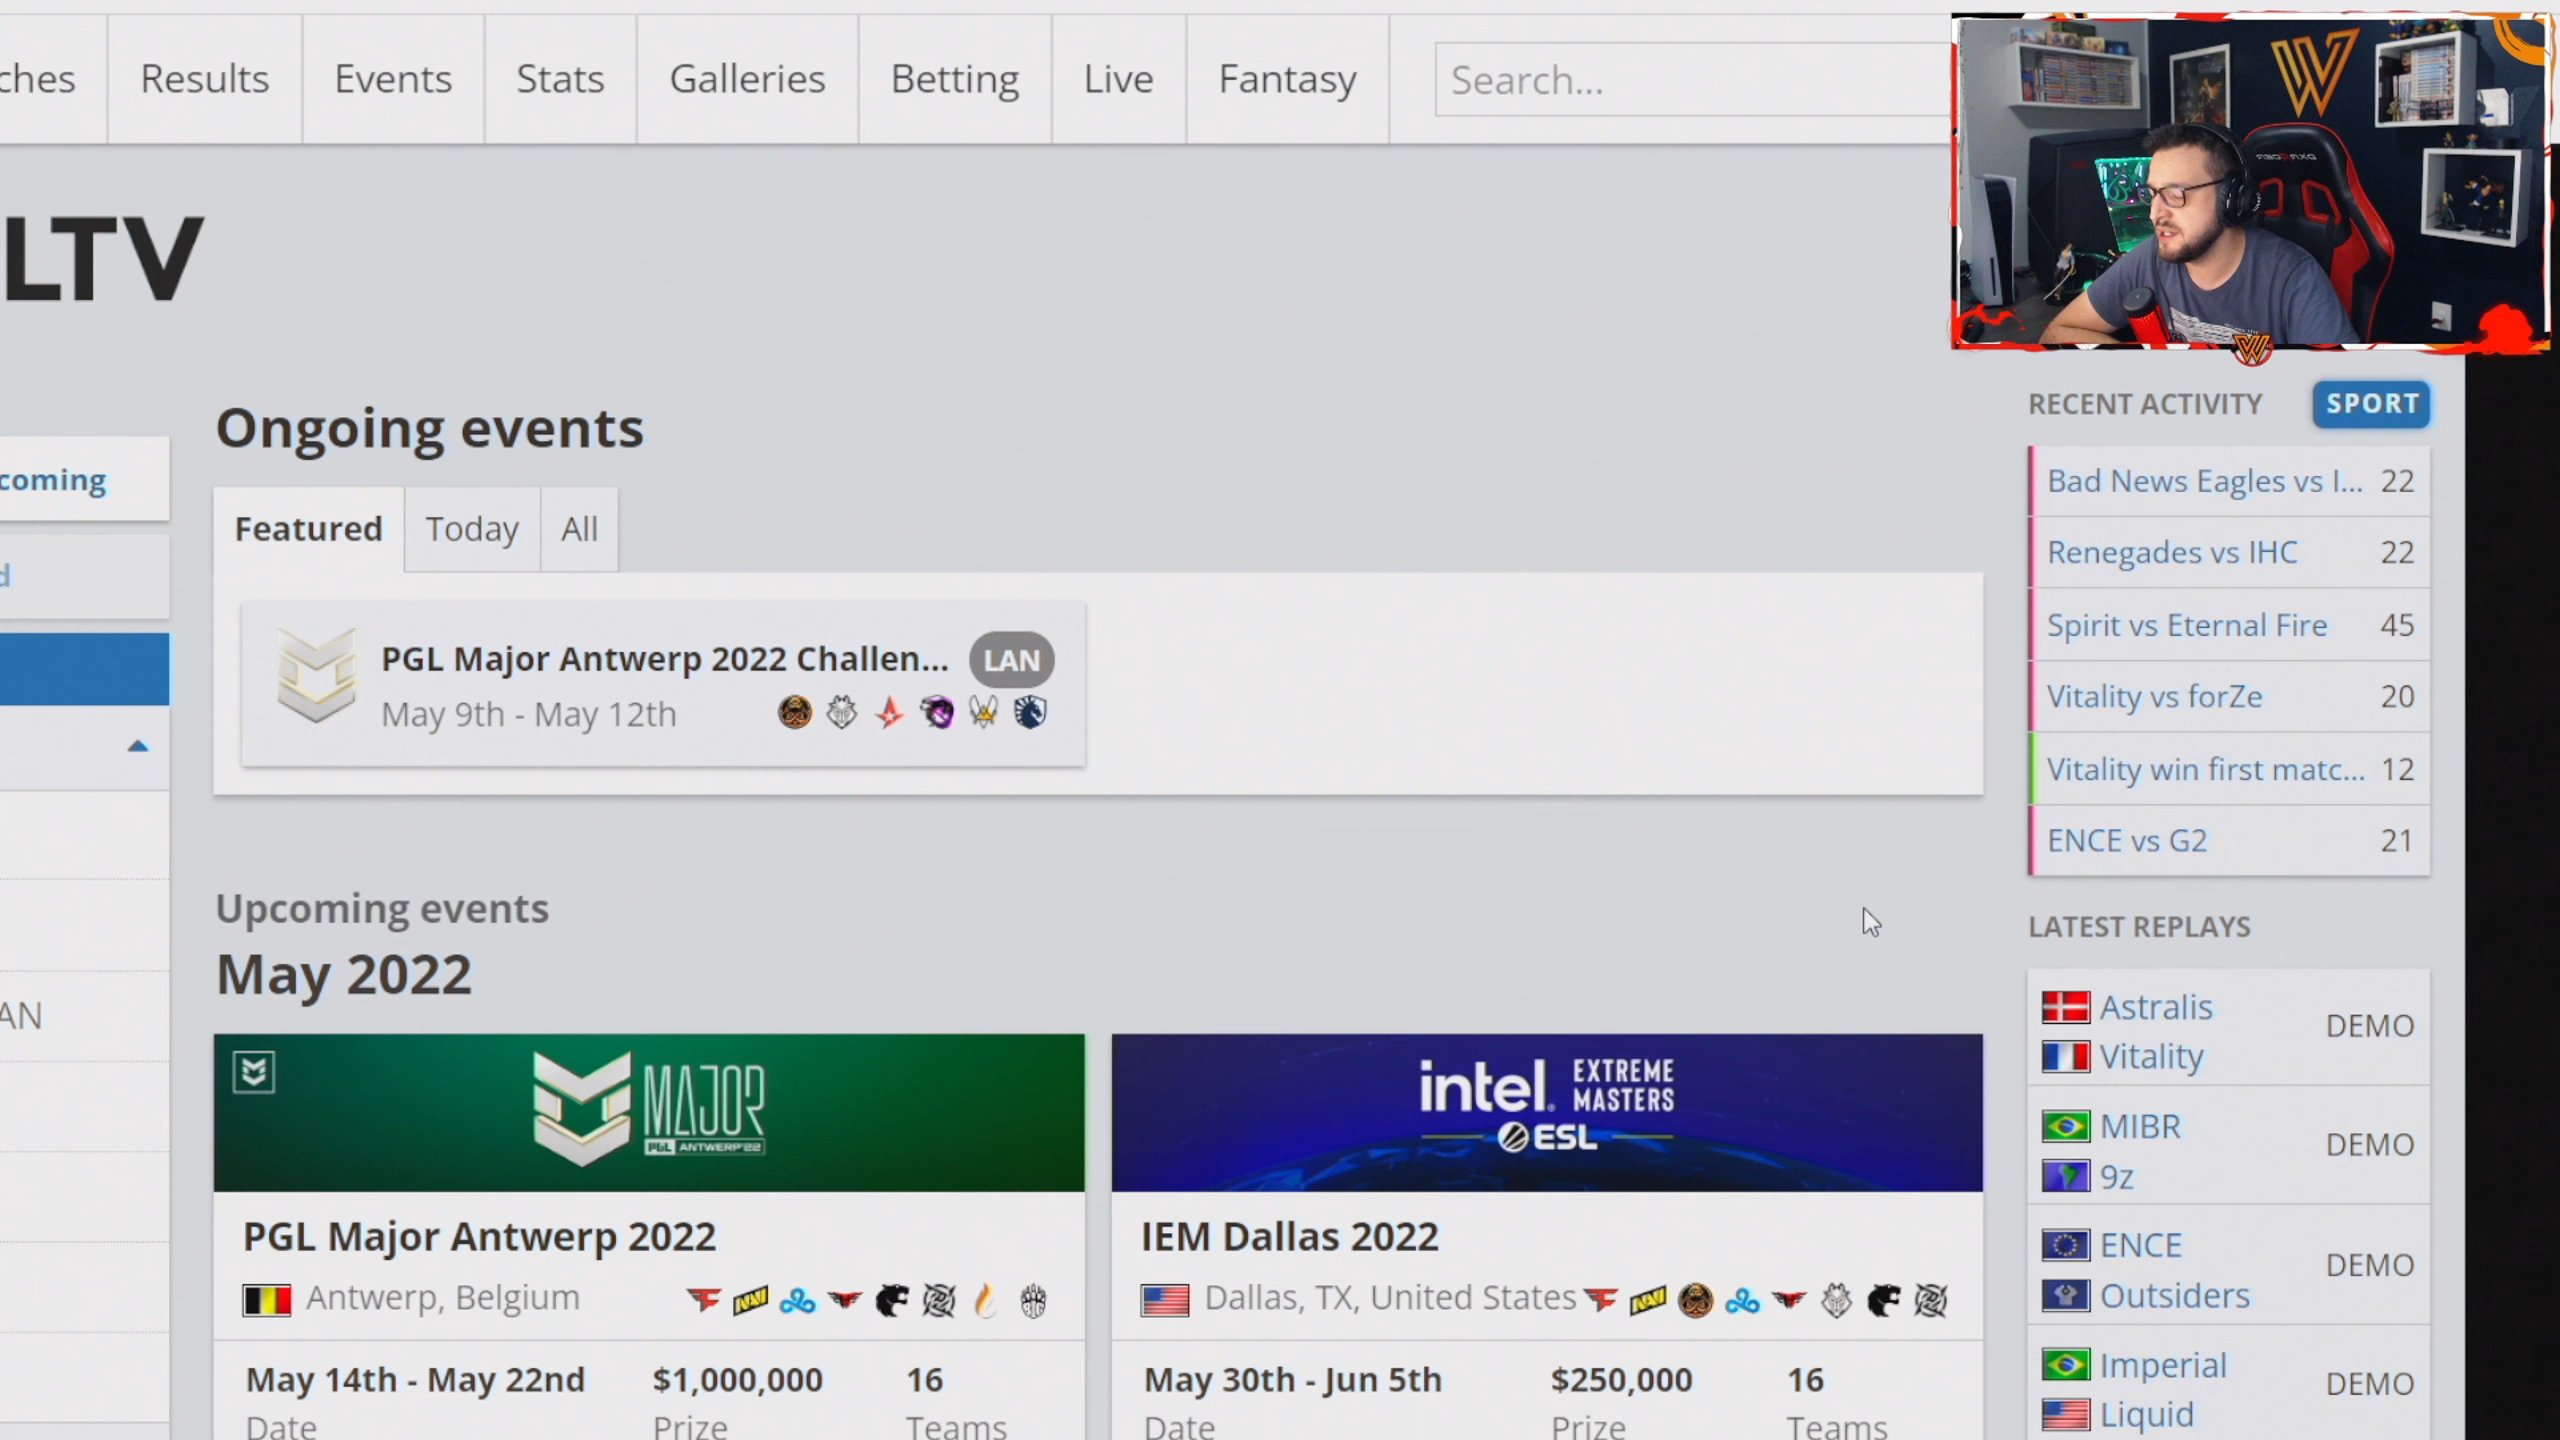 ches Results Events Stats Galleries Betting Live Fantasy Search...
LTV
coming
d
AN
Ongoing events
Featured Today All
PGL Major Antwerp 2022 Challen... LAN
May 9th - May 12th
Upcoming events
May 2022
MAJOR
PGL ANTWERP'22
PGL Major Antwerp 2022
Antwerp, Belgium
May 14th - May 22nd $1,000,000 16
Date Prize Teams
intel. EXTREME
MASTERS
ESL
IEM Dallas 2022
Dallas, TX, United States
May 30th - Jun 5th $250,000 16
Date Prize Teams
RECENT ACTIVITY SPORT
Bad News Eagles vs I... 22
Renegades vs IHC 22
Spirit vs Eternal Fire 45
Vitality vs forZe 20
Vitality win first matc... 12
ENCE vs G2 21
LATEST REPLAYS
Astralis
DEMO
Vitality
MIBR
DEMO
9z
ENCE
DEMO
Outsiders
Imperial
DEMO
Liquid